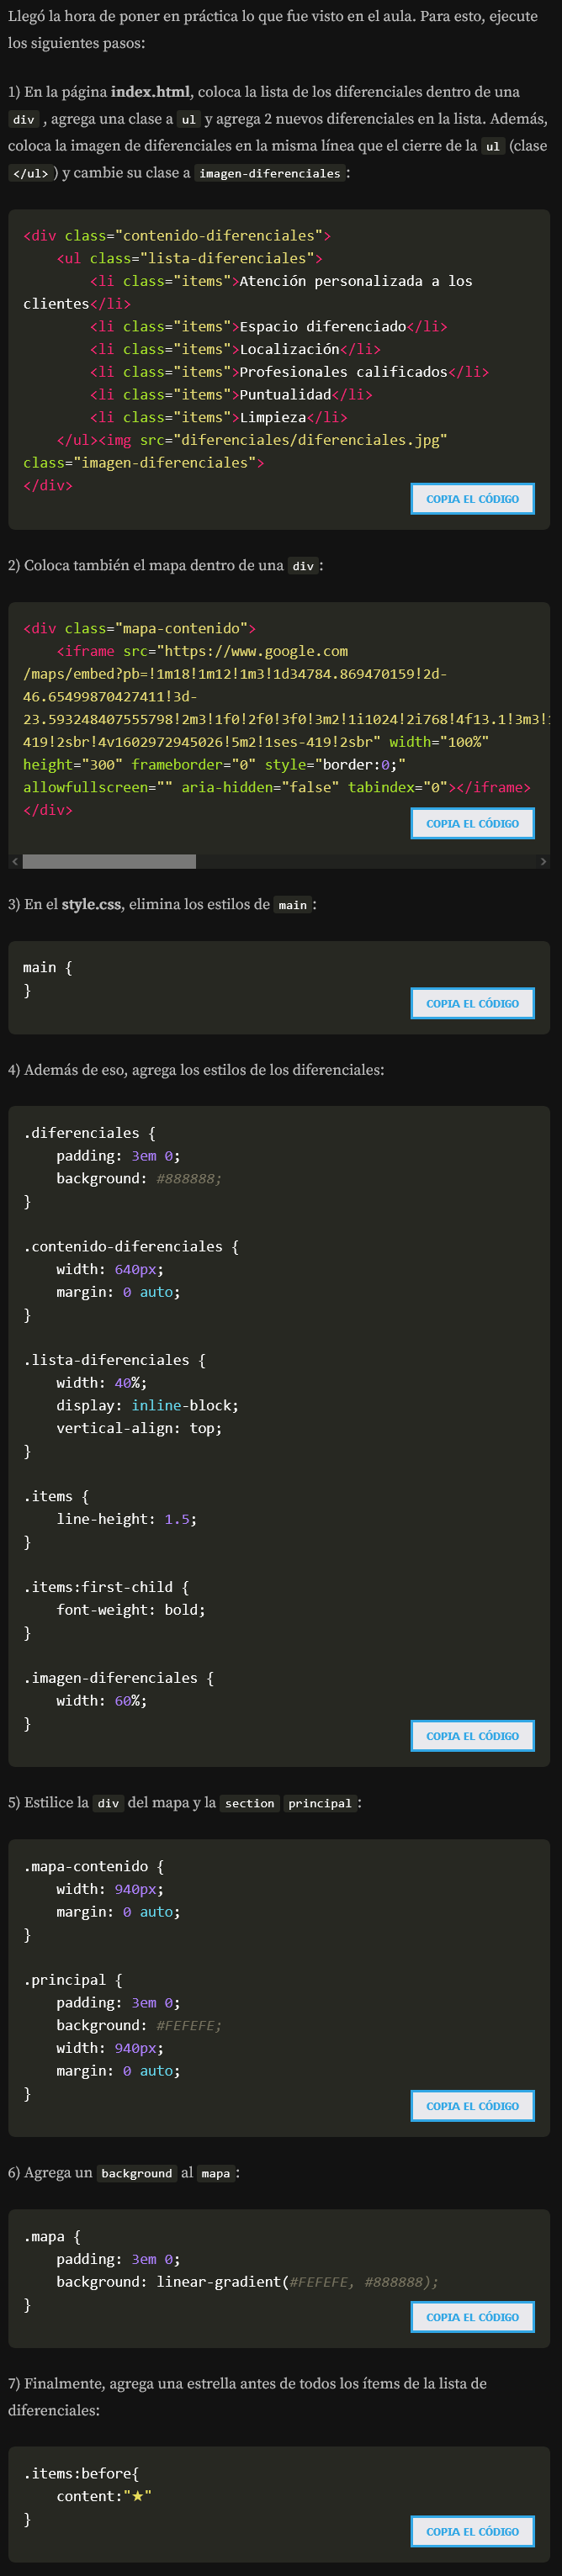 Llegó la hora de poner en práctica lo que fue visto en el aula. Para esto, ejecute
los siguientes pasos:
1) En la página index.html, coloca la lista de los diferenciales dentro de una
div , agrega una clase a ul y agrega 2 nuevos diferenciales en la lista. Además,
coloca la imagen de diferenciales en la misma línea que el cierre de la ul (clase
</ul>) y cambie su clase a imagen-diferenciales:
<div class="contenido-diferenciales">
    <ul class="lista-diferenciales">
        <li class="items">Atención personalizada a los
clientes</li>
        <li class="items">Espacio diferenciado</li>
        <li class="items">Localización</li>
        <li class="items">Profesionales calificados</li>
        <li class="items">Puntualidad</li>
        <li class="items">Limpieza</li>
    </ul><img src="diferenciales/diferenciales.jpg"
class="imagen-diferenciales">
</div>
COPIA EL CÓDIGO
2) Coloca también el mapa dentro de una div:
<div class="mapa-contenido">
    <iframe src="https://www.google.com
/maps/embed?pb=!1m18!1m12!1m3!1d34784.869470159!2d-
46.65499870427411!3d-
23.593248407555798!2m3!1f0!2f0!3f0!3m2!1i1024!2i768!4f13.1!3m3!
419!2sbr!4v1602972945026!5m2!1ses-419!2sbr" width="100%"
height="300" frameborder="0" style="border:0;"
allowfullscreen="" aria-hidden="false" tabindex="0"></iframe>
</div>
COPIA EL CÓDIGO
3) En el style.css, elimina los estilos de main:
main {
}
COPIA EL CÓDIGO
4) Además de eso, agrega los estilos de los diferenciales:
.diferenciales {
    padding: 3em 0;
    background: #888888;
}
.contenido-diferenciales {
    width: 640px;
    margin: 0 auto;
}
.lista-diferenciales {
    width: 40%;
    display: inline-block;
    vertical-align: top;
}
.items {
    line-height: 1.5;
}
.items:first-child {
    font-weight: bold;
}
.imagen-diferenciales {
    width: 60%;
}
COPIA EL CÓDIGO
5) Estilice la div del mapa y la section principal:
.mapa-contenido {
    width: 940px;
    margin: 0 auto;
}
.principal {
    padding: 3em 0;
    background: #FEFEFE;
    width: 940px;
    margin: 0 auto;
}
COPIA EL CÓDIGO
6) Agrega un background al mapa:
.mapa {
    padding: 3em 0;
    background: linear-gradient(#FEFEFE, #888888);
}
COPIA EL CÓDIGO
7) Finalmente, agrega una estrella antes de todos los ítems de la lista de
diferenciales:
.items:before{
    content:"★"
}
COPIA EL CÓDIGO